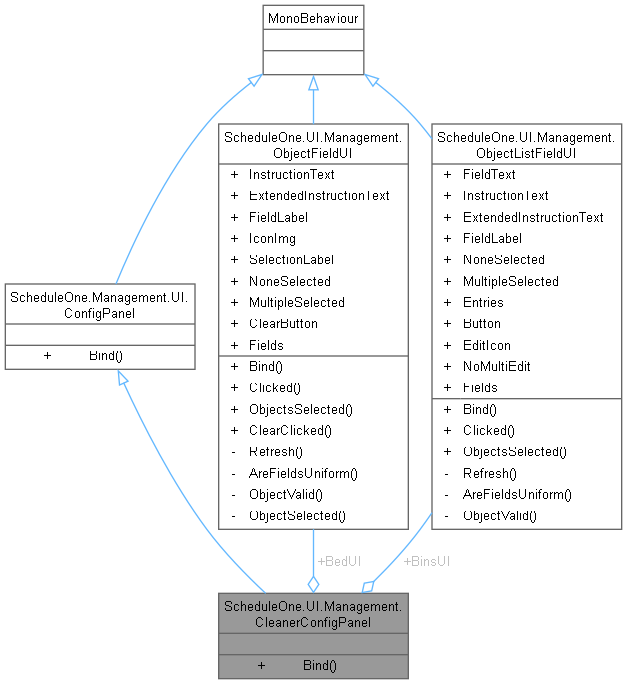 MonoBehaviour
ScheduleOne.UI.Management.
ObjectFieldUI
+ InstructionText
+ ExtendedInstructionText
+ FieldLabel
+ IconImg
+ SelectionLabel
+ NoneSelected
+ MultipleSelected
+ ClearButton
+ Fields
+ Bind()
+ Clicked()
+ ObjectsSelected()
+ ClearClicked()
- Refresh()
- AreFieldsUniform()
- ObjectValid()
- ObjectSelected()
ScheduleOne.UI.Management.
ObjectListFieldUI
+ FieldText
+ InstructionText
+ ExtendedInstructionText
+ FieldLabel
+ NoneSelected
+ MultipleSelected
+ Entries
+ Button
+ EditIcon
+ NoMultiEdit
+ Fields
+ Bind()
+ Clicked()
+ ObjectsSelected()
- Refresh()
- AreFieldsUniform()
- ObjectValid()
ScheduleOne.Management.UI.
ConfigPanel
+ Bind()
+BedUI
+BinsUI
ScheduleOne.UI.Management.
CleanerConfigPanel
+ Bind()